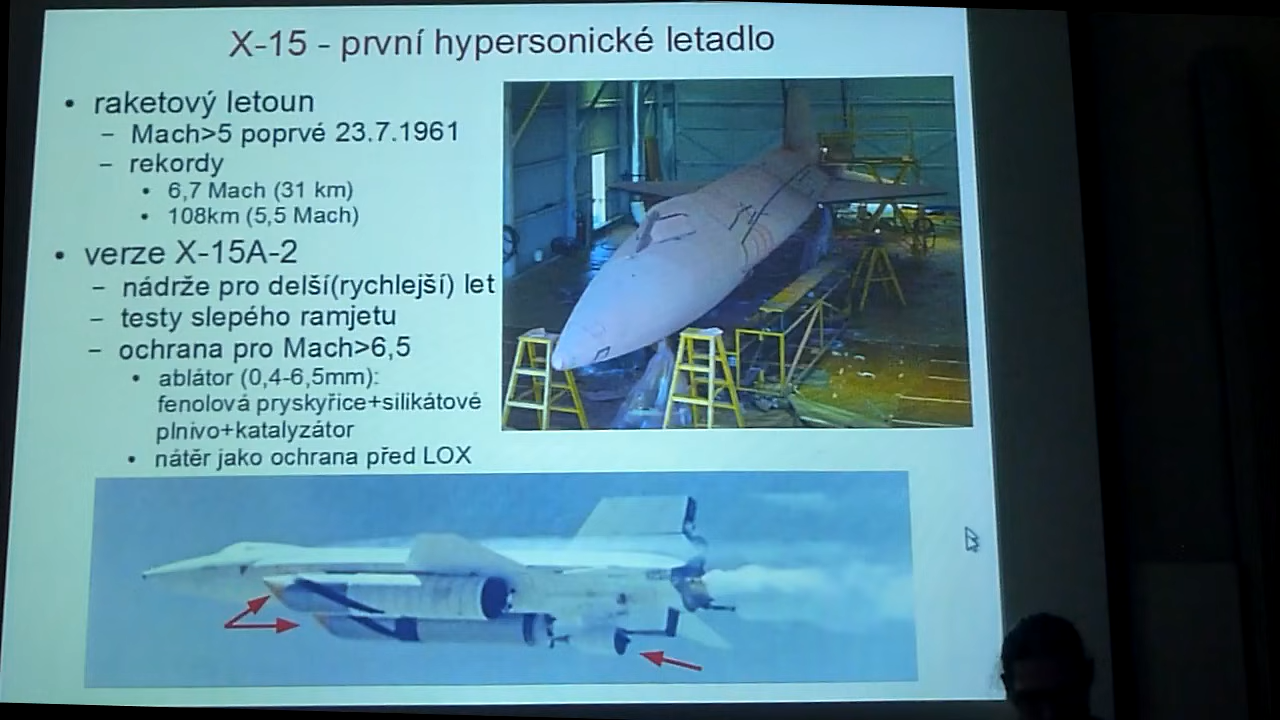 X-15 - první hypersonické letadlo
• raketový letoun
– Mach>5 poprvé 23.7.1961
– rekordy
• 6,7 Mach (31 km)
• 108km (5,5 Mach)
• verze X-15A-2
– nádrže pro delší(rychlejší) let
– testy slepého ramjetu
– ochrana pro Mach>6,5
• ablátor (0,4-6,5mm):
fenolová pryskyřice+silikátové
plnivo+katalyzátor
• nátěr jako ochrana před LOX